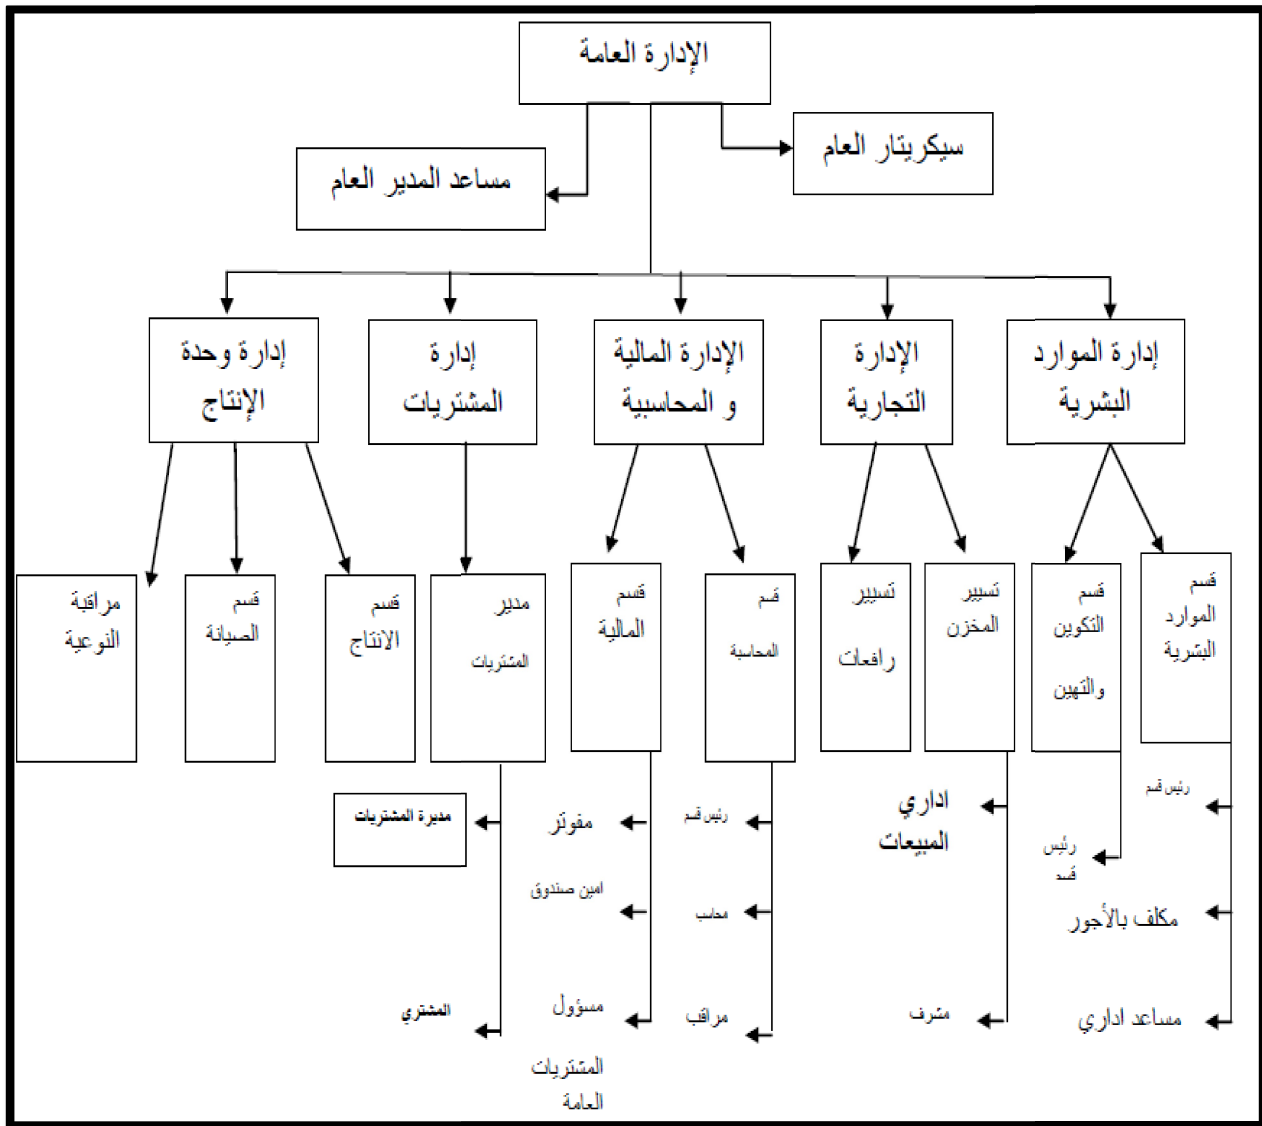 الإدارة العامة
سيكريتار العام
مساعد المدير العام
إدارة الموارد
البشرية
الإدارة
التجارية
الإدارة المالية
و المحاسبية
إدارة
المشتريات
إدارة وحدة
الإنتاج
قسم
الموارد
البشرية
قسم
التكوين
والتهين
تسيير
المخزن
تسيير
رافعات
قسم
المحاسبة
قسم
المالية
مدير
المشتريات
قسم
الانتاج
قسم
الصيانة
مراقبة
النوعية
رئيس قسم
مكلف بالأجور
مساعد اداري
رئيس
قسم
اداري
المبيعات
مشرف
رئيس قسم
محاسب
مراقب
مفوتر
امين صندوق
مسؤول
المشتريات
العامة
مديرة المشتريات
المشتري